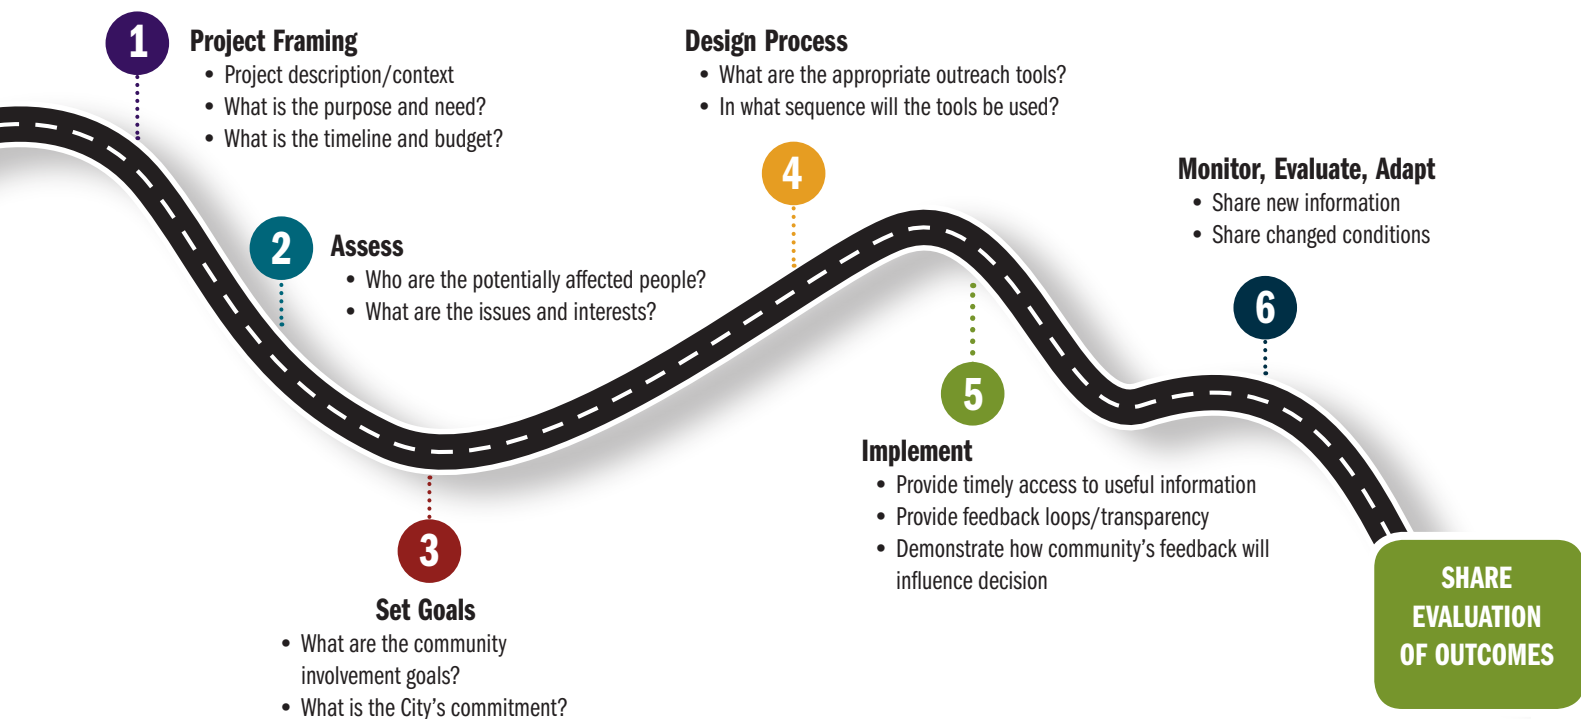 1
Project Framing
• Project description/context
• What is the purpose and need?
• What is the timeline and budget?
2
Assess
• Who are the potentially affected people?
• What are the issues and interests?
3
Set Goals
• What are the community
involvement goals?
• What is the City’s commitment?
Design Process
• What are the appropriate outreach tools?
• In what sequence will the tools be used?
4
5
Implement
• Provide timely access to useful information
• Provide feedback loops/transparency
• Demonstrate how community’s feedback will
influence decision
Monitor, Evaluate, Adapt
• Share new information
• Share changed conditions
6
SHARE
EVALUATION
OF OUTCOMES